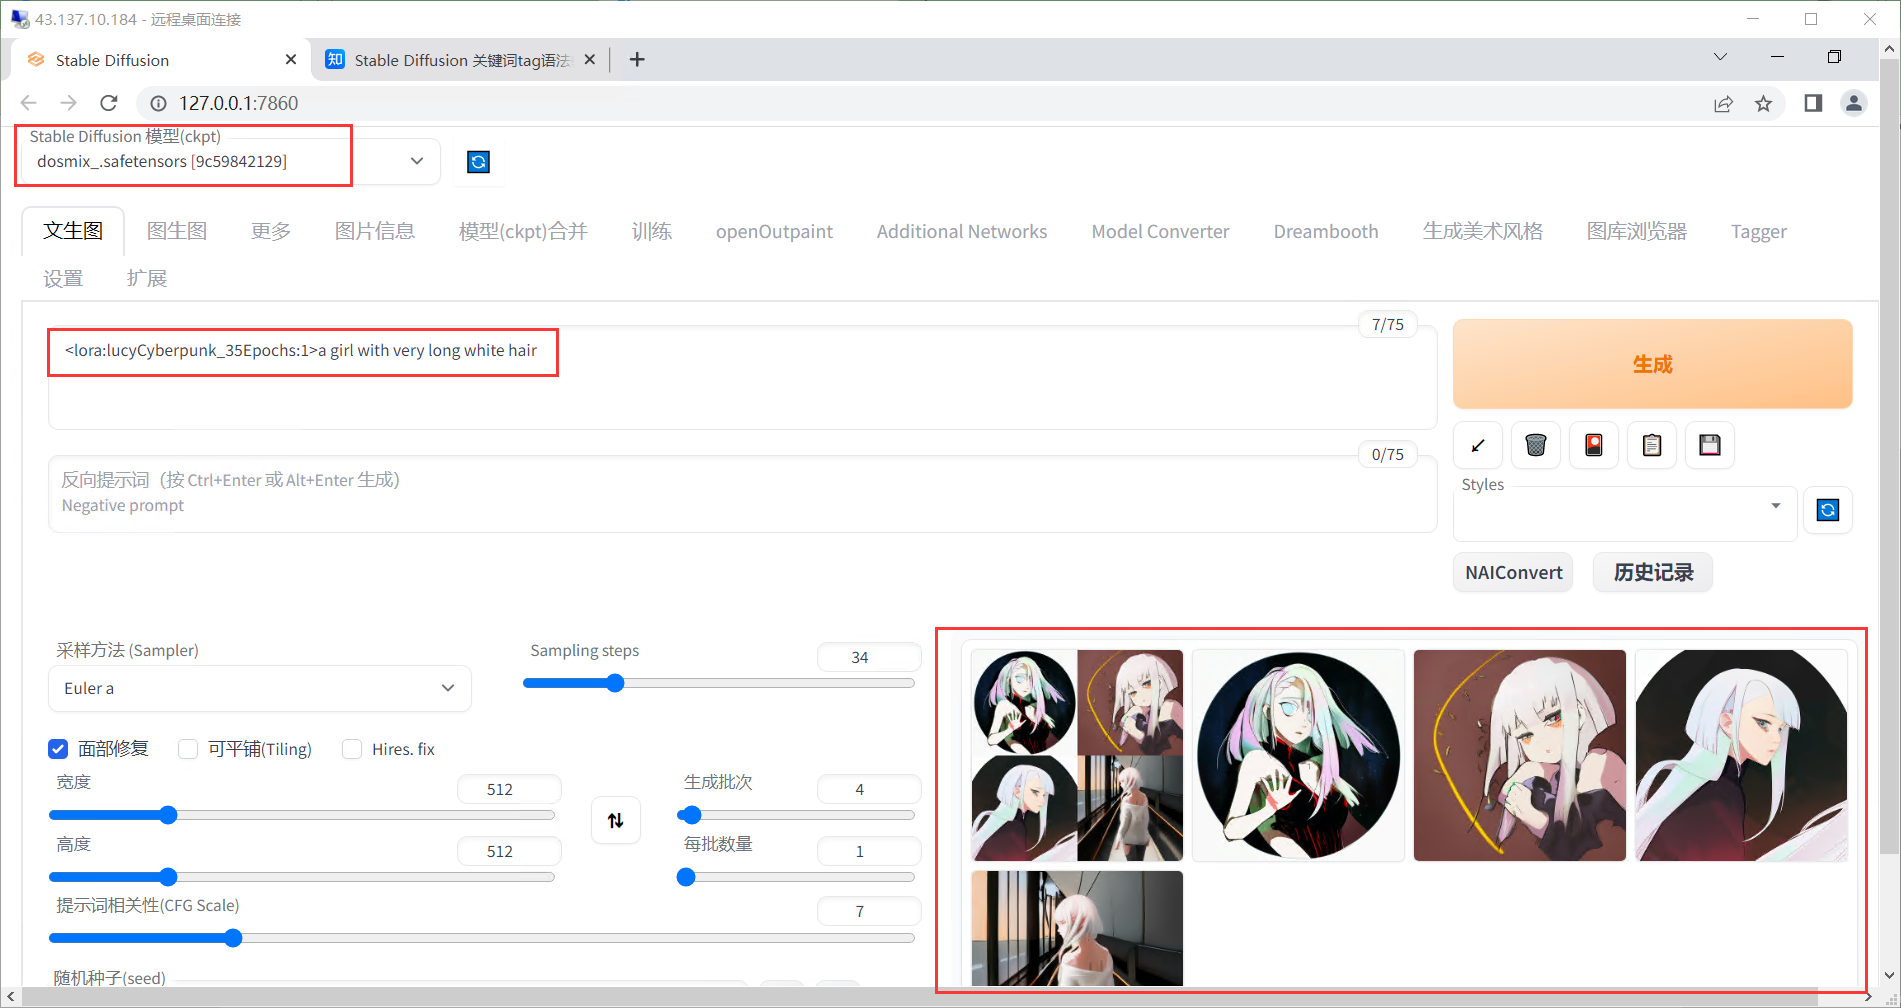 43.137.10.184 - 远程桌面连接
Stable Diffusion
知
Stable Diffusion 关键词tag语法
127.0.0.1:7860
Stable Diffusion 模型(ckpt)
dosmix_.safetensors [9c59842129]
文生图
图生图
更多
图片信息
模型(ckpt)合并
训练
openOutpaint
Additional Networks
Model Converter
Dreambooth
生成美术风格
图库浏览器
Tagger
设置
扩展
7/75
<lora:lucyCyberpunk_35Epochs:1>a girl with very long white hair
生成
0/75
反向提示词（按 Ctrl+Enter 或 Alt+Enter 生成）
Negative prompt
Styles
NAIConvert
历史记录
采样方法 (Sampler)
Euler a
Sampling steps
34
面部修复
可平铺(Tiling)
Hires. fix
宽度
512
生成批次
4
高度
512
每批数量
1
提示词相关性(CFG Scale)
7
随机种子(seed)